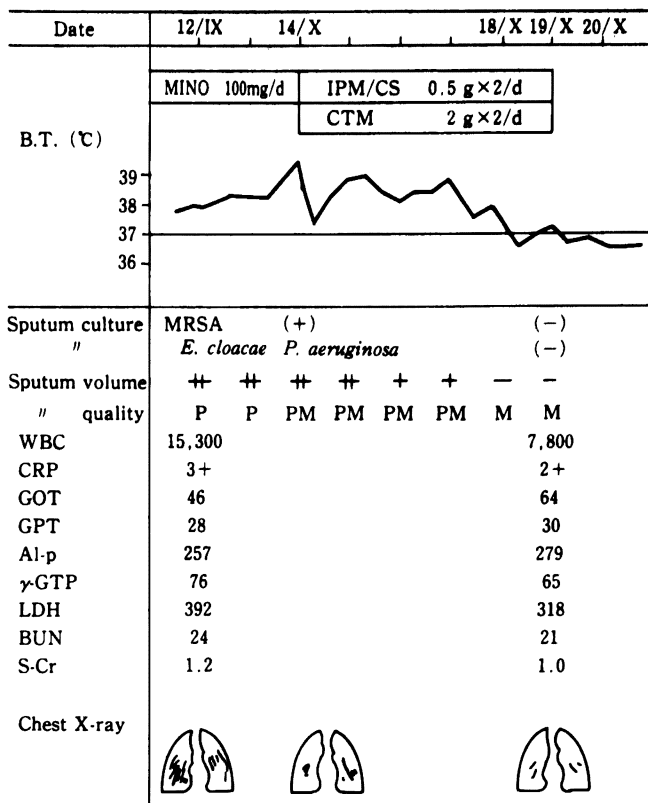 Date 12/IX 14/X 18/X 19/X 20/X
MINO 100mg/d IPM/CS 0.5 g×2/d
CTM 2 g×2/d
B.T. (℃)
39
38
37
36
Sputum culture MRSA (+) (−)
〃 E. cloacae P. aeruginosa (−)
Sputum volume ++ ++ ++ ++ + + − −
〃 quality P P PM PM PM PM M M
WBC 15,300 7,800
CRP 3+ 2+
GOT 46 64
GPT 28 30
Al-p 257 279
γ-GTP 76 65
LDH 392 318
BUN 24 21
S-Cr 1.2 1.0
Chest X-ray